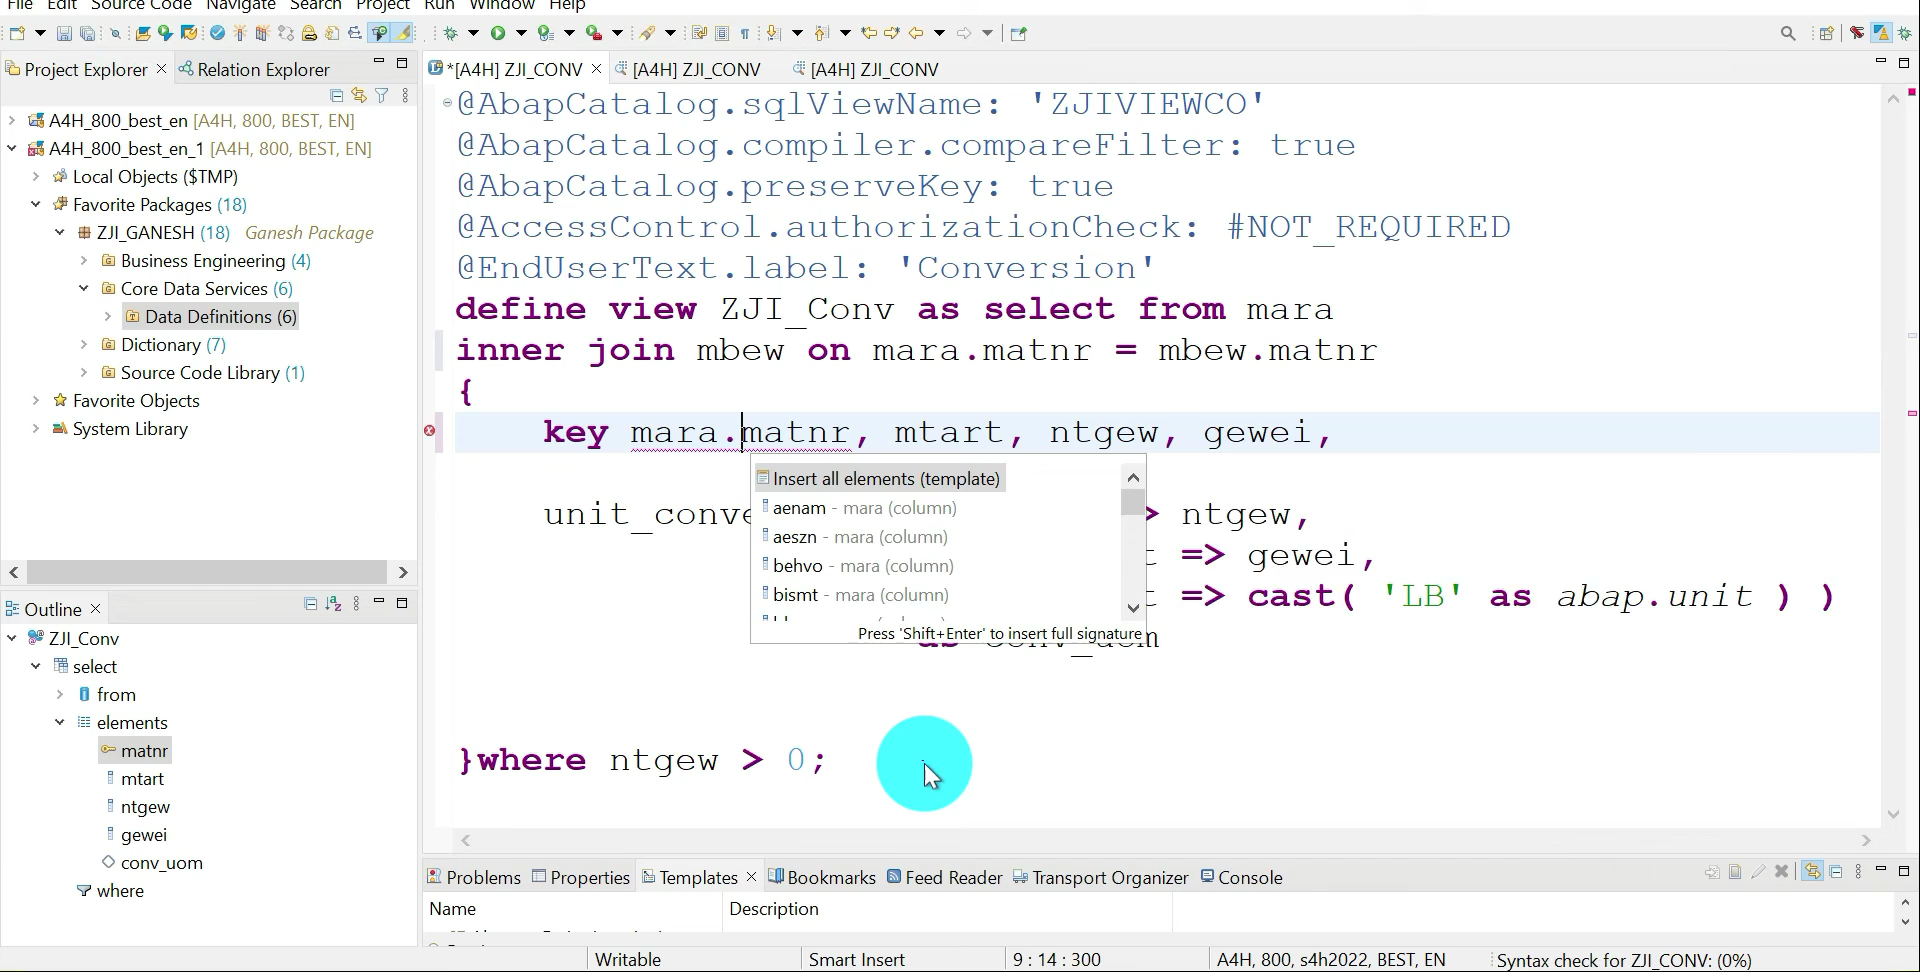 File Edit Source Code Navigate Search Project Run Window Help
Project Explorer
Relation Explorer
*[A4H] ZJI_CONV
[A4H] ZJI_CONV
[A4H] ZJI_CONV
A4H_800_best_en [A4H, 800, BEST, EN]
A4H_800_best_en_1 [A4H, 800, BEST, EN]
Local Objects ($TMP)
Favorite Packages (18)
ZJI_GANESH (18) Ganesh Package
Business Engineering (4)
Core Data Services (6)
Data Definitions (6)
Dictionary (7)
Source Code Library (1)
Favorite Objects
System Library
@AbapCatalog.sqlViewName: 'ZJIVIEWCO'
@AbapCatalog.compiler.compareFilter: true
@AbapCatalog.preserveKey: true
@AccessControl.authorizationCheck: #NOT_REQUIRED
@EndUserText.label: 'Conversion'
define view ZJI_Conv as select from mara
inner join mbew on mara.matnr = mbew.matnr
{
key mara.matnr, mtart, ntgew, gewei,
unit_conve
> ntgew,
t => gewei,
t => cast( 'LB' as abap.unit ) )
Insert all elements (template)
aenam - mara (column)
aeszn - mara (column)
behvo - mara (column)
bismt - mara (column)
Press 'Shift+Enter' to insert full signature
}where ntgew > 0;
Outline
ZJI_Conv
select
from
elements
matnr
mtart
ntgew
gewei
conv_uom
where
Problems
Properties
Templates
Bookmarks
Feed Reader
Transport Organizer
Console
Name
Description
Writable
Smart Insert
9 : 14 : 300
A4H, 800, s4h2022, BEST, EN
Syntax check for ZJI_CONV: (0%)